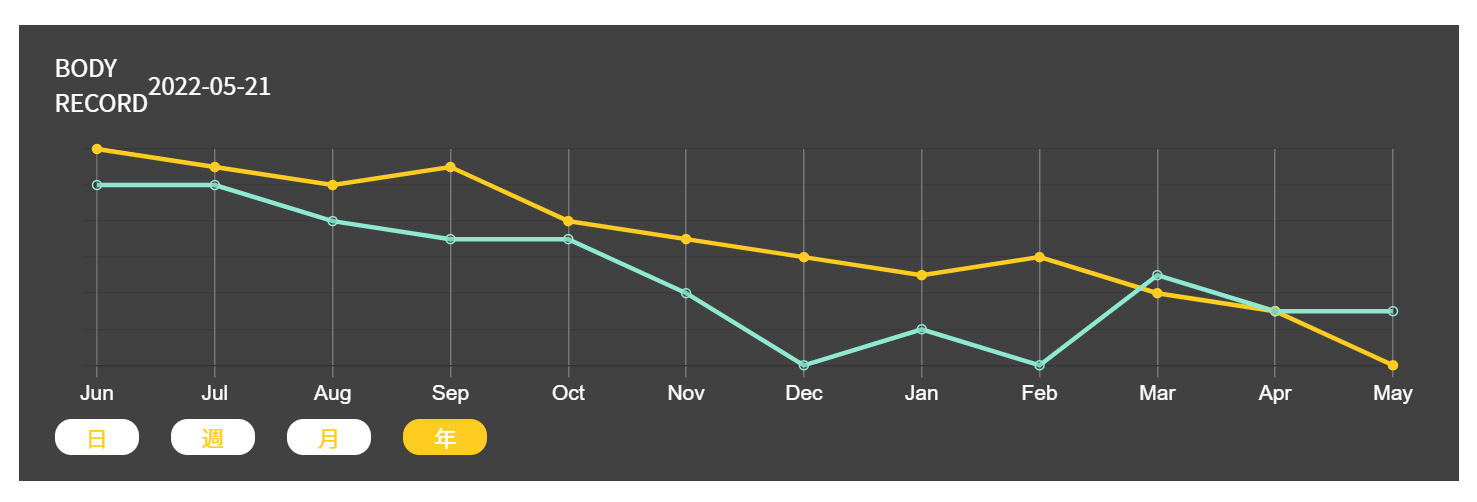 BODY
RECORD
2022-05-21
Jun Jul Aug Sep Oct Nov Dec Jan Feb Mar Apr May
日 週 月 年